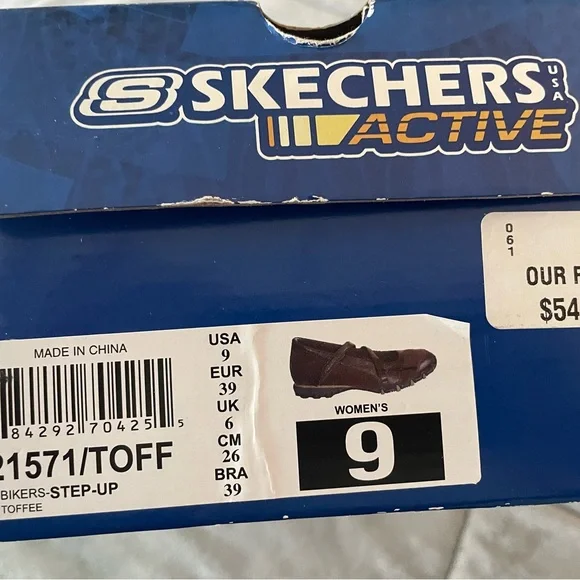 S SKECHERS USA
ACTIVE
061
OUR
$54
MADE IN CHINA
84292 70425 5
21571/TOFF
BIKERS-STEP-UP
TOFFEE
USA
9
EUR
39
UK
6
CM
26
BRA
39
WOMEN'S
9